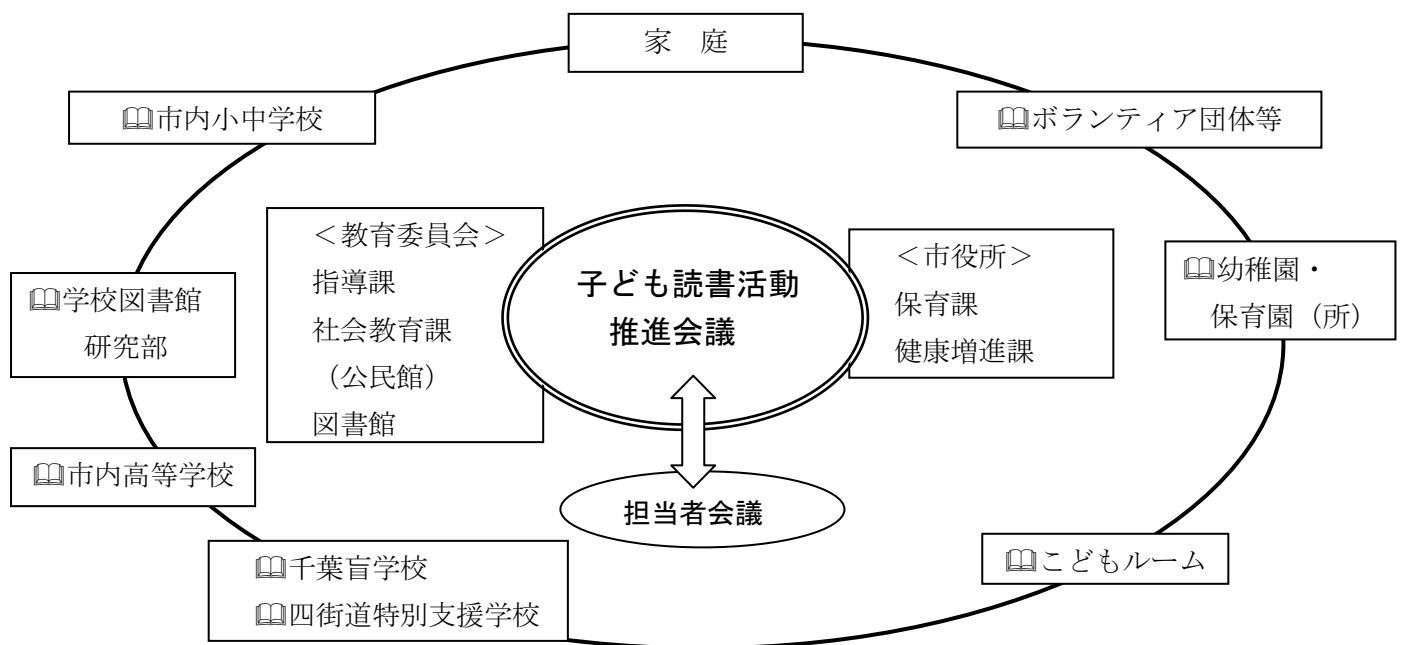 家　庭
🕮市内小中学校
🕮ボランティア団体等
＜教育委員会＞
指導課
社会教育課
（公民館）
図書館
子ども読書活動
推進会議
＜市役所＞
保育課
健康増進課
🕮幼稚園・
保育園（所）
🕮学校図書館
研究部
🕮市内高等学校
担当者会議
🕮千葉盲学校
🕮四街道特別支援学校
🕮こどもルーム